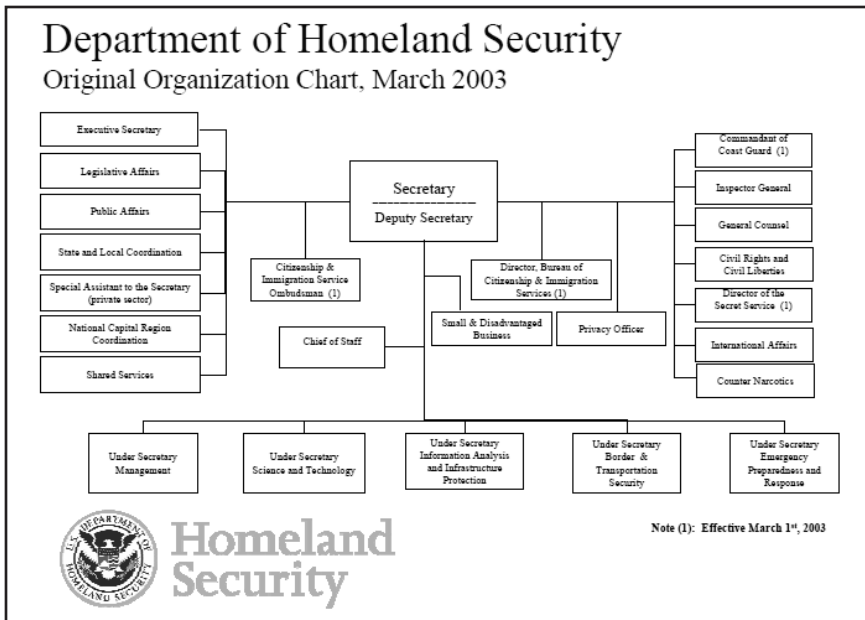 Department of Homeland Security
Original Organization Chart, March 2003
Executive Secretary
Legislative Affairs
Public Affairs
State and Local Coordination
Special Assistant to the Secretary
(private sector)
National Capital Region
Coordination
Shared Services
Secretary
Deputy Secretary
Citizenship &
Immigration Service
Ombudsman (1)
Director, Bureau of
Citizenship & Immigration
Services (1)
Small & Disadvantaged
Business
Privacy Officer
Chief of Staff
Commandant of
Coast Guard (1)
Inspector General
General Counsel
Civil Rights and
Civil Liberties
Director of the
Secret Service (1)
International Affairs
Counter Narcotics
Under Secretary
Management
Under Secretary
Science and Technology
Under Secretary
Information Analysis
and Infrastructure
Protection
Under Secretary
Border &
Transportation
Security
Under Secretary
Emergency
Preparedness and
Response
U.S. DEPARTMENT OF
HOMELAND SECURITY
Homeland
Security
Note (1): Effective March 1st, 2003